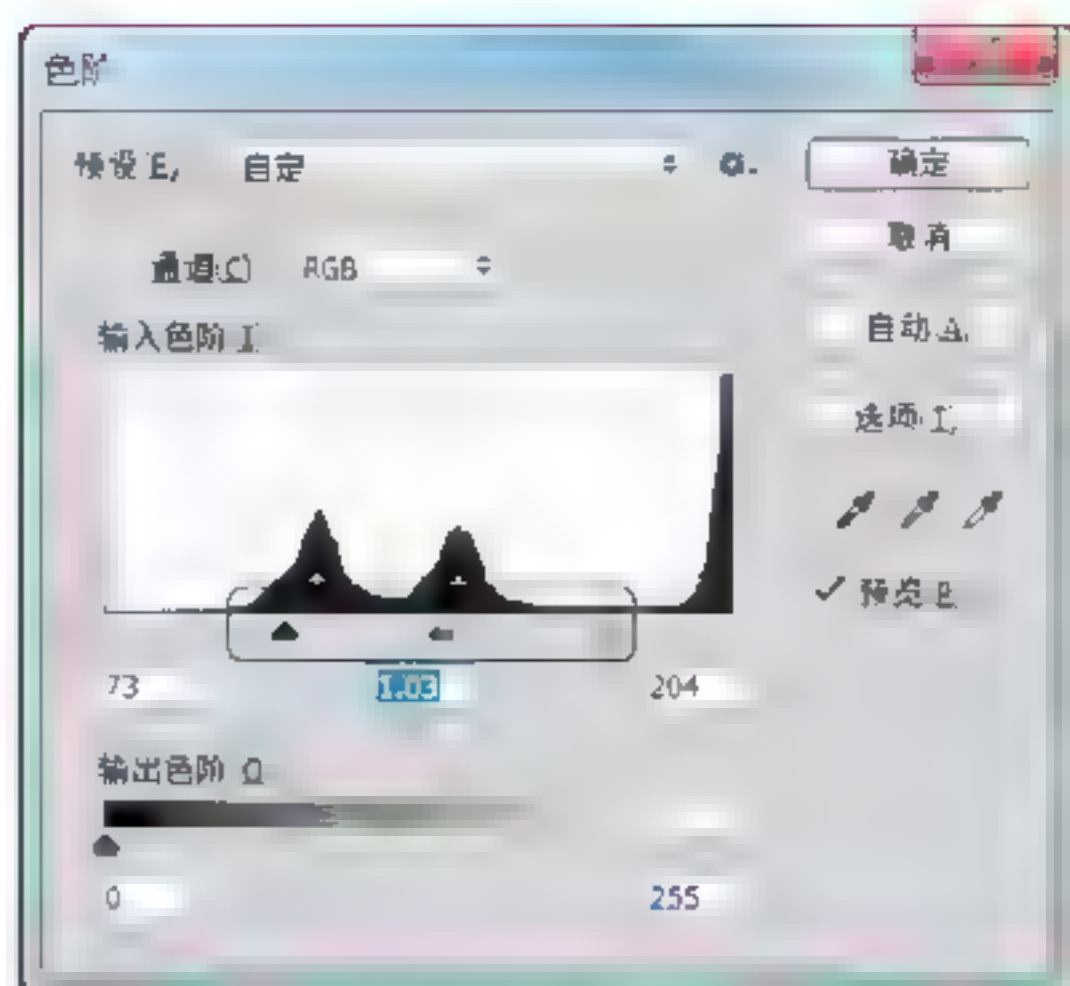 色阶
预设 E, 自定 确定
通道(C) RGB 取消
输入色阶 I 自动 A.
选项 T,
预览 P
73 1.03 204
输出色阶 O
0 255